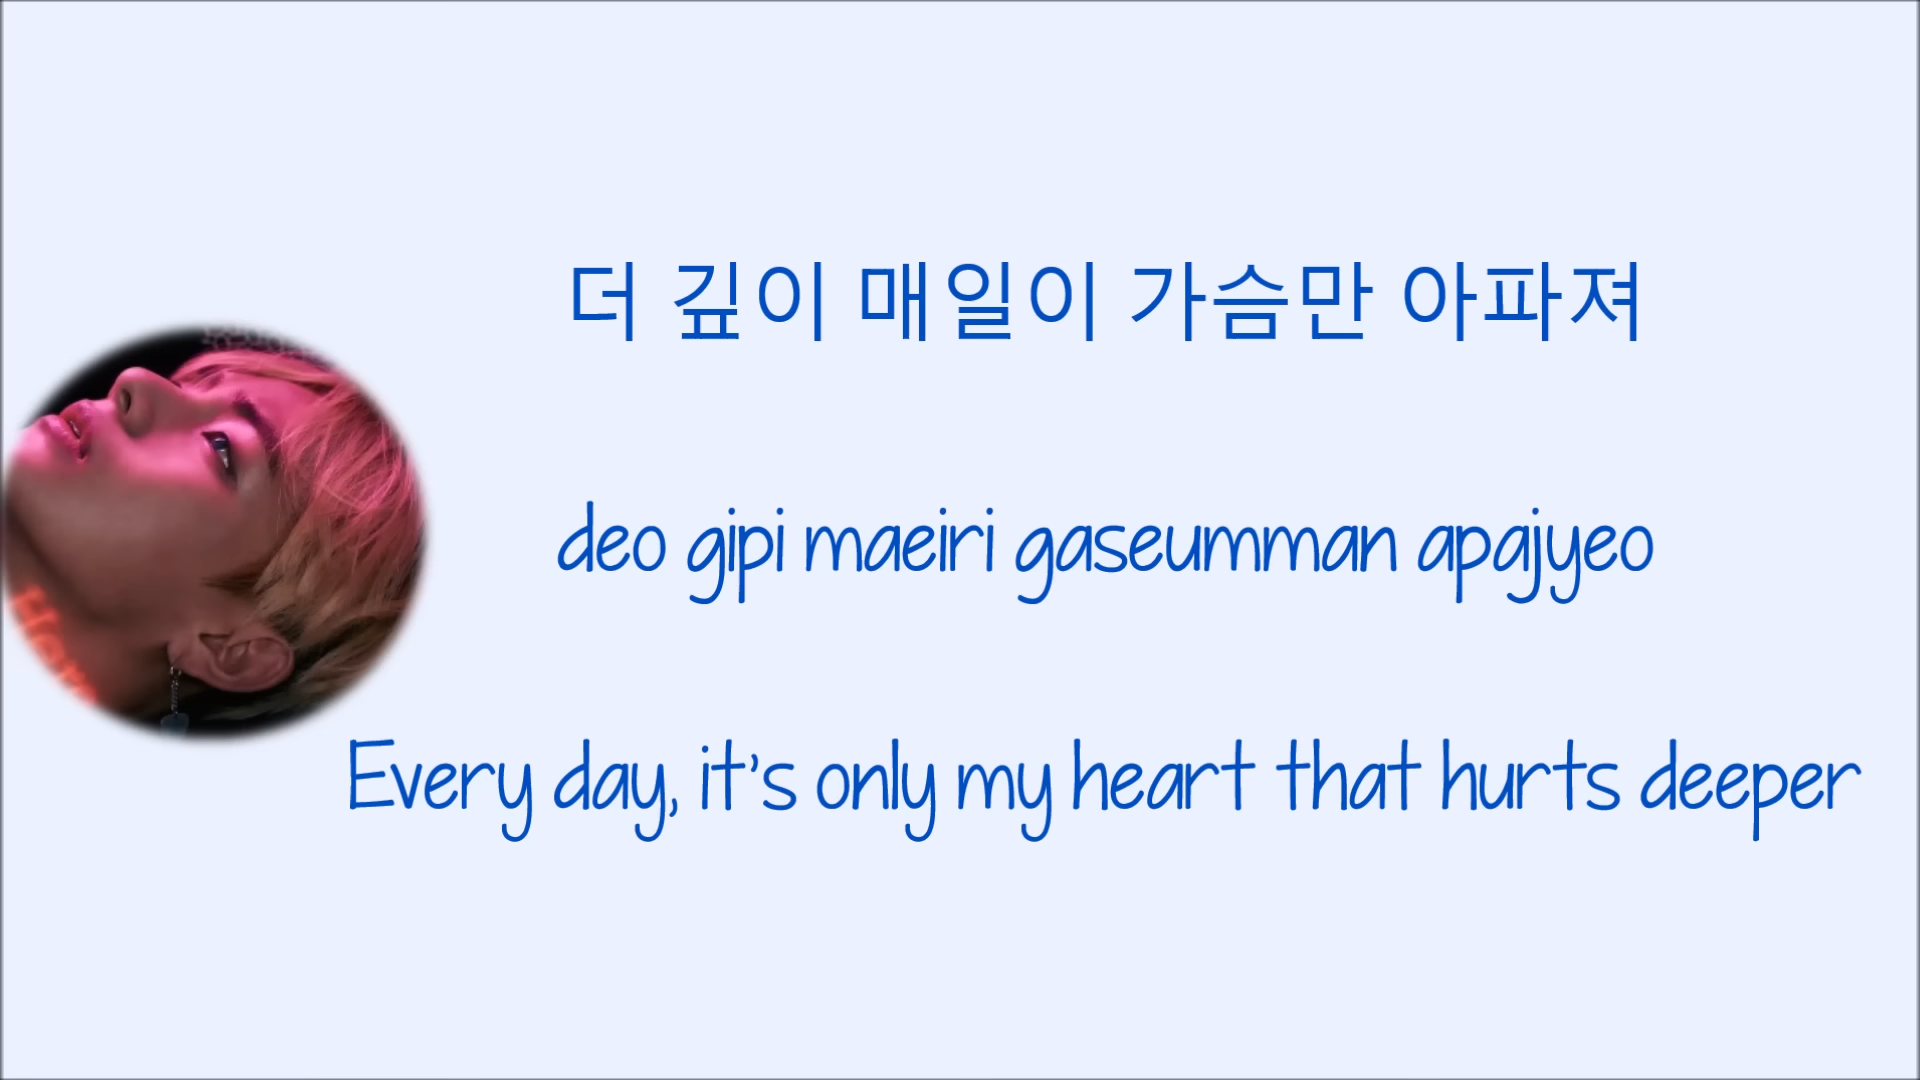 더 깊이 매일이 가슴만 아파져
deo gipi maeiri gaseumman apajyeo
Every day, it's only my heart that hurts deeper